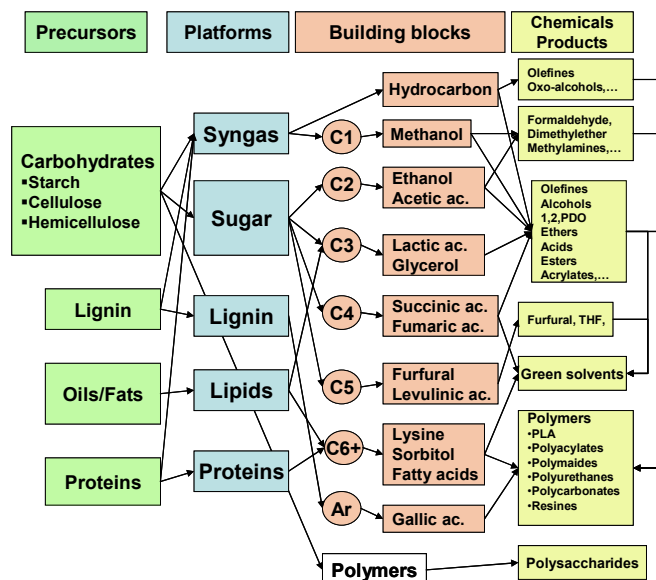 Precursors
Platforms
Building blocks
Chemicals
Products
Carbohydrates
▪Starch
▪Cellulose
▪Hemicellulose
Lignin
Oils/Fats
Proteins
Syngas
Sugar
Lignin
Lipids
Proteins
Hydrocarbon
C1
Methanol
C2
Ethanol
Acetic ac.
C3
Lactic ac.
Glycerol
C4
Succinic ac.
Fumaric ac.
C5
Furfural
Levulinic ac.
C6+
Lysine
Sorbitol
Fatty acids
Ar
Gallic ac.
Polymers
Olefines
Oxo-alcohols,...
Formaldehyde,
Dimethylether
Methylamines,...
Olefines
Alcohols
1,2,PDO
Ethers
Acids
Esters
Acrylates,...
Furfural, THF,
Green solvents
Polymers
•PLA
•Polyacylates
•Polymaides
•Polyurethanes
•Polycarbonates
•Resines
Polysaccharides